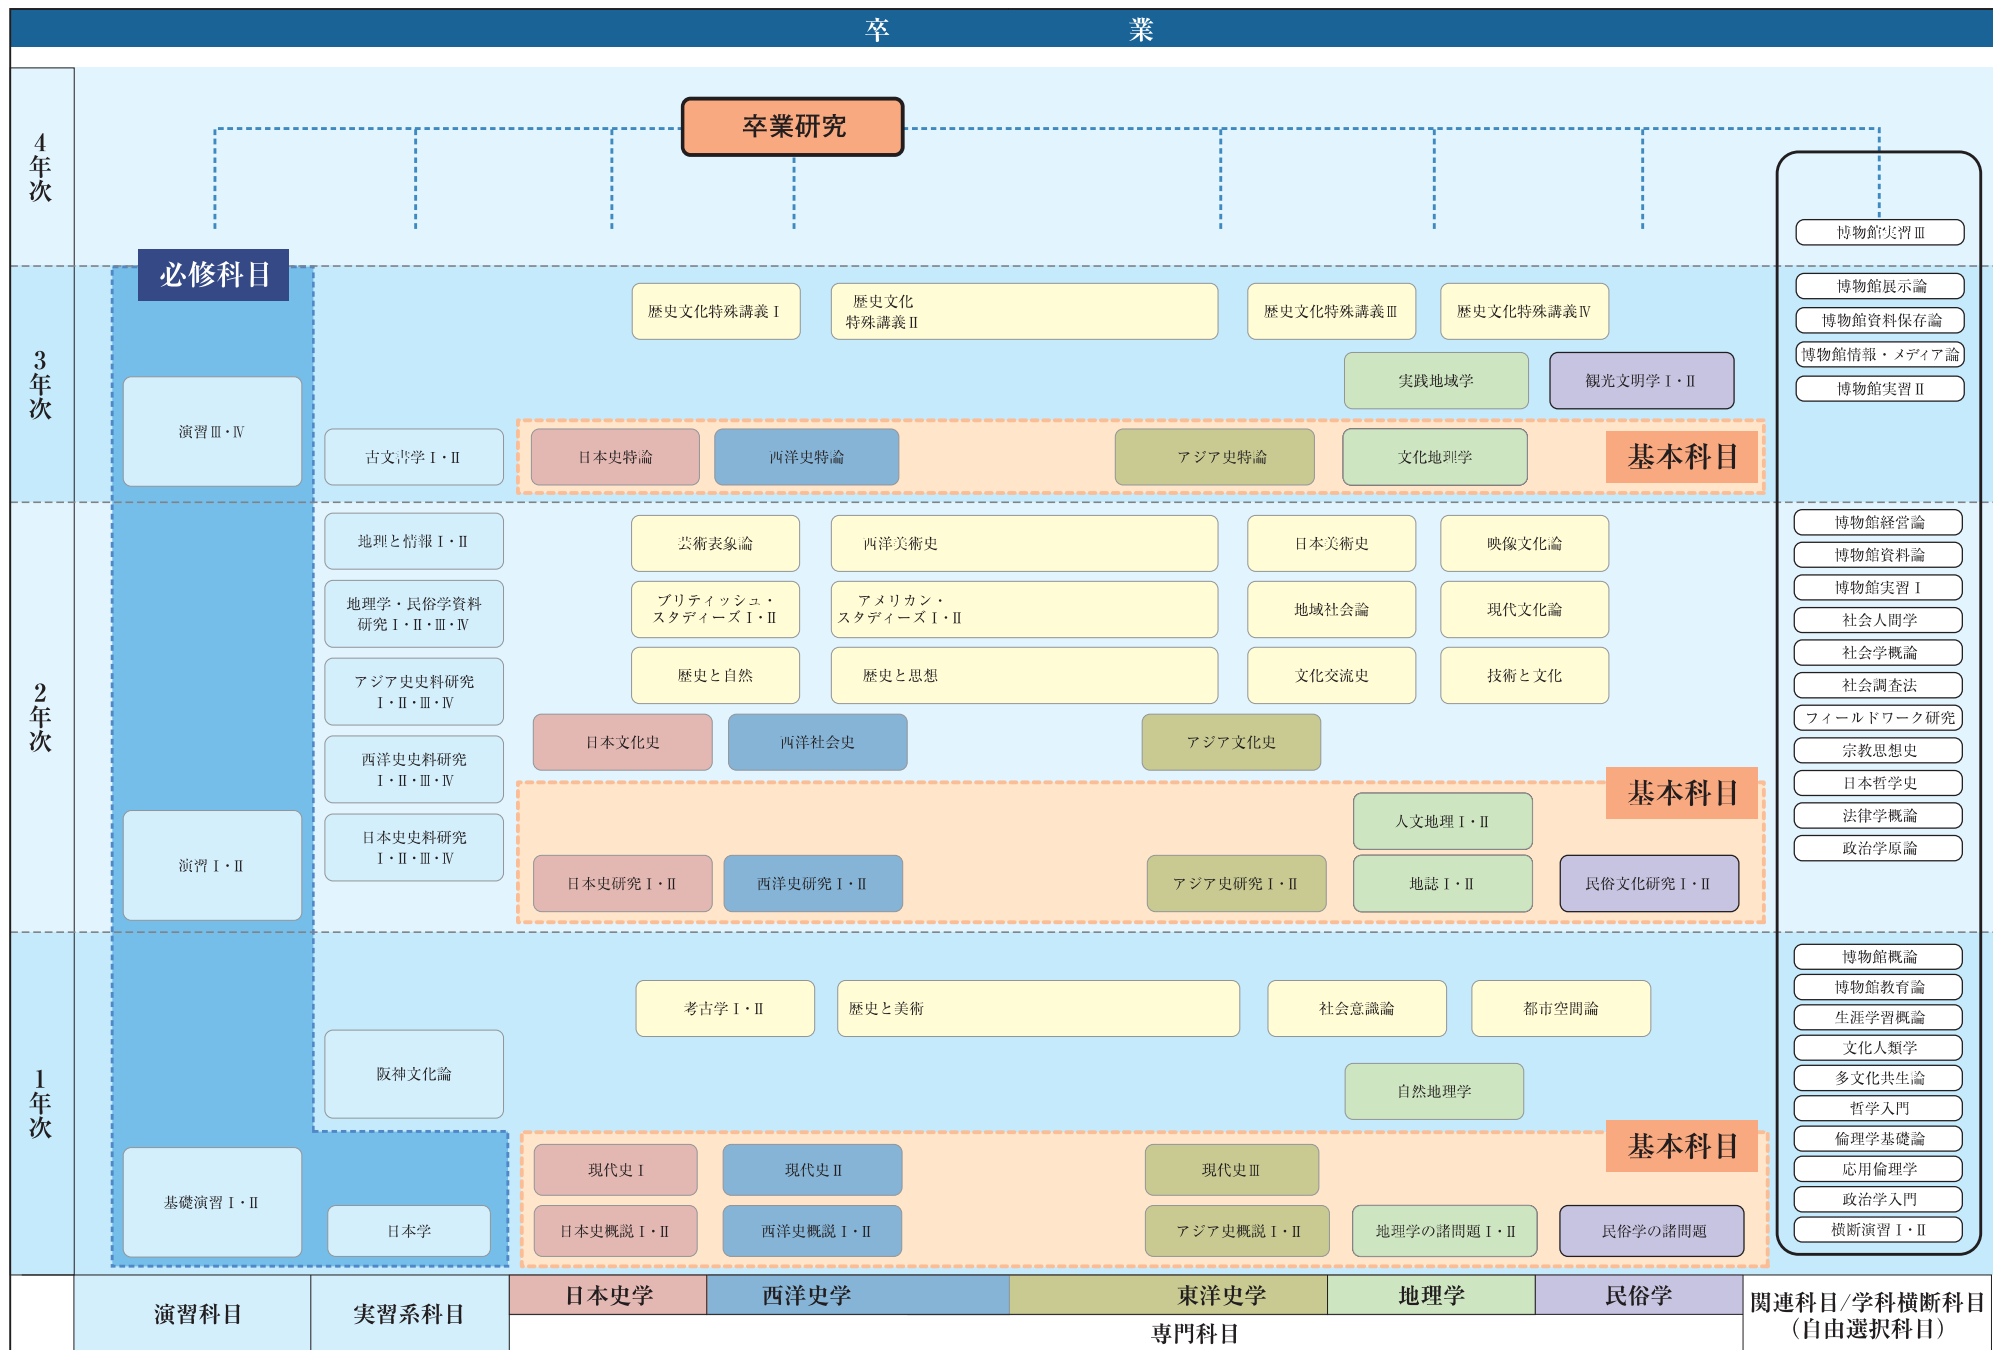 卒業
4年次
卒業研究
博物館実習Ⅲ
必修科目
3年次
演習Ⅲ・Ⅳ
古文書学Ⅰ・Ⅱ
歴史文化特殊講義Ⅰ
歴史文化
特殊講義Ⅱ
歴史文化特殊講義Ⅲ
歴史文化特殊講義Ⅳ
実践地域学
観光文明学Ⅰ・Ⅱ
基本科目
日本史特論
西洋史特論
アジア史特論
文化地理学
博物館展示論
博物館資料保存論
博物館情報・メディア論
博物館実習Ⅱ
2年次
演習Ⅰ・Ⅱ
地理と情報Ⅰ・Ⅱ
地理学・民俗学資料
研究Ⅰ・Ⅱ・Ⅲ・Ⅳ
アジア史史料研究
Ⅰ・Ⅱ・Ⅲ・Ⅳ
西洋史史料研究
Ⅰ・Ⅱ・Ⅲ・Ⅳ
日本史史料研究
Ⅰ・Ⅱ・Ⅲ・Ⅳ
芸術表象論
西洋美術史
日本美術史
映像文化論
ブリティッシュ・
スタディーズⅠ・Ⅱ
アメリカン・
スタディーズⅠ・Ⅱ
地域社会論
現代文化論
歴史と自然
歴史と思想
文化交流史
技術と文化
日本文化史
西洋社会史
アジア文化史
基本科目
人文地理Ⅰ・Ⅱ
日本史研究Ⅰ・Ⅱ
西洋史研究Ⅰ・Ⅱ
アジア史研究Ⅰ・Ⅱ
地誌Ⅰ・Ⅱ
民俗文化研究Ⅰ・Ⅱ
博物館経営論
博物館資料論
博物館実習Ⅰ
社会人間学
社会学概論
社会調査法
フィールドワーク研究
宗教思想史
日本哲学史
法律学概論
政治学原論
1年次
基礎演習Ⅰ・Ⅱ
阪神文化論
日本学
考古学Ⅰ・Ⅱ
歴史と美術
社会意識論
都市空間論
自然地理学
基本科目
現代史Ⅰ
現代史Ⅱ
現代史Ⅲ
日本史概説Ⅰ・Ⅱ
西洋史概説Ⅰ・Ⅱ
アジア史概説Ⅰ・Ⅱ
地理学の諸問題Ⅰ・Ⅱ
民俗学の諸問題
博物館概論
博物館教育論
生涯学習概論
文化人類学
多文化共生論
哲学入門
倫理学基礎論
応用倫理学
政治学入門
横断演習Ⅰ・Ⅱ
演習科目
実習系科目
日本史学
西洋史学
東洋史学
地理学
民俗学
専門科目
関連科目/学科横断科目
（自由選択科目）